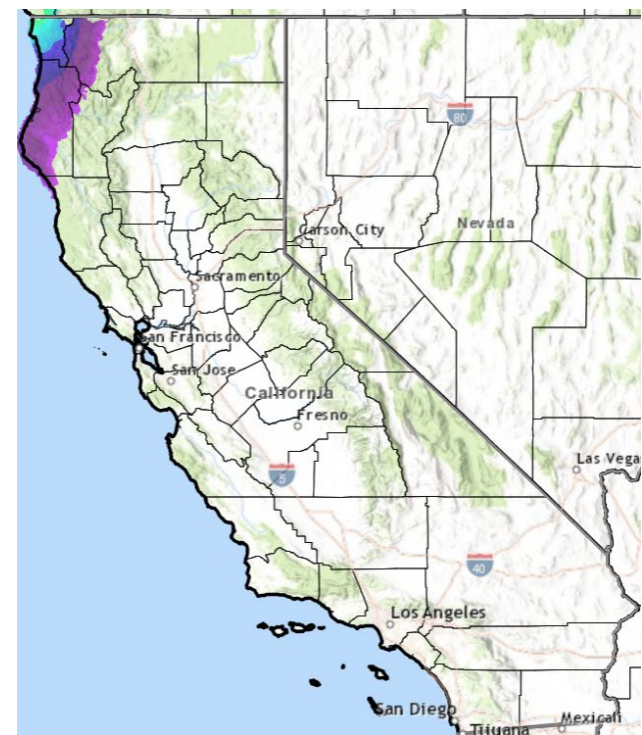 80
Carson City
Nevada
Sacramento
San Francisco
San Jose
California
Fresno
Las Vega
5
40
Los Angeles
San Diego
Tijuana
Mexicali